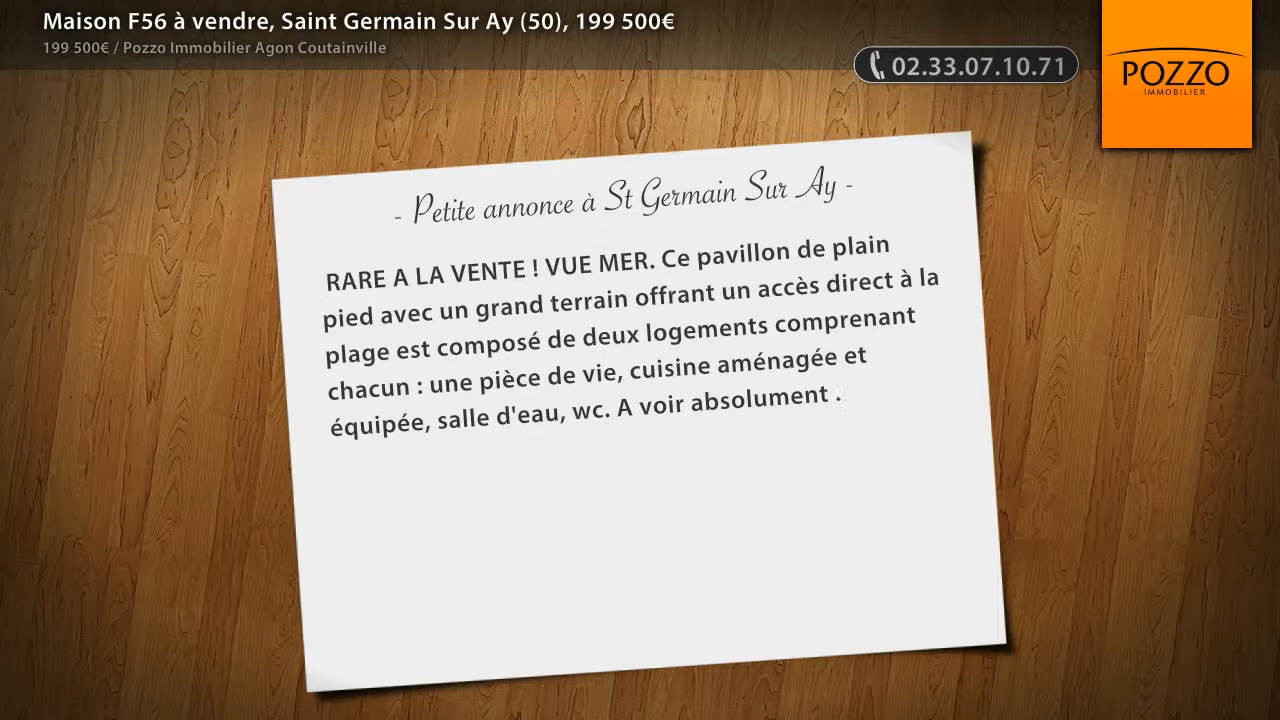 Maison F56 à vendre, Saint Germain Sur Ay (50), 199 500€
199 500€ / Pozzo Immobilier Agon Coutainville
02.33.07.10.71
POZZO
IMMOBILIER
- Petite annonce à St Germain Sur Ay -
RARE A LA VENTE ! VUE MER. Ce pavillon de plain
pied avec un grand terrain offrant un accès direct à la
plage est composé de deux logements comprenant
chacun : une pièce de vie, cuisine aménagée et
équipée, salle d'eau, wc. A voir absolument .